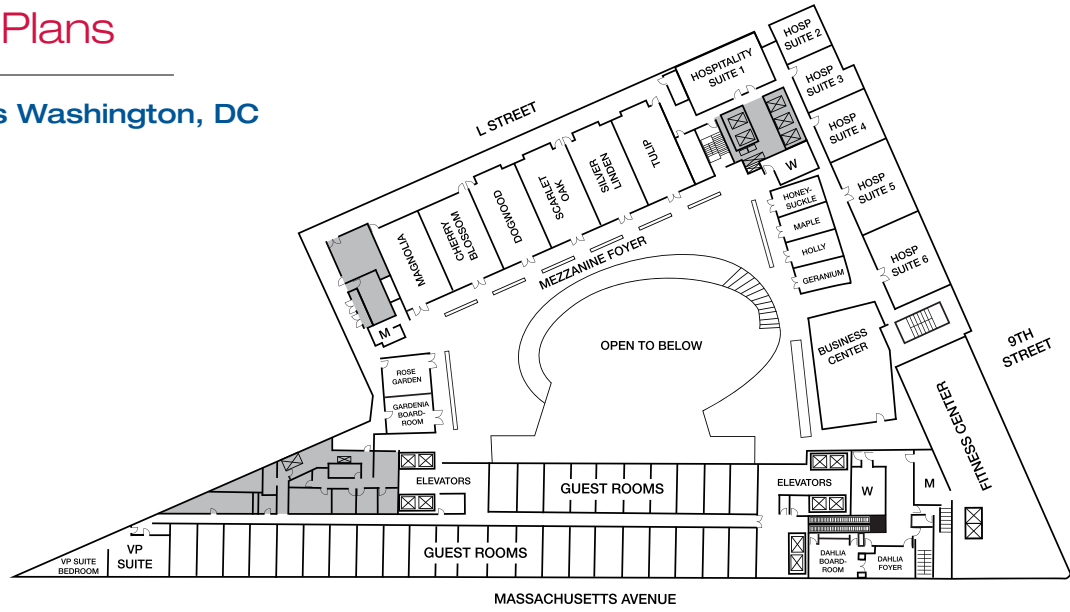 Plans
s Washington, DC
L STREET
HOSP
SUITE 2
HOSPITALITY
SUITE 1
HOSP
SUITE 3
HOSP
SUITE 4
TULIP
SILVER
LINDEN
SCARLET
OAK
DOGWOOD
CHERRY
BLOSSOM
MAGNOLIA
W
HOSP
SUITE 5
HONEY-
SUCKLE
MAPLE
HOLLY
GERANIUM
HOSP
SUITE 6
MEZZANINE FOYER
M
OPEN TO BELOW
BUSINESS
CENTER
9TH
STREET
ROSE
GARDEN
GARDENIA
BOARD-
ROOM
FITNESS CENTER
ELEVATORS
GUEST ROOMS
ELEVATORS
W
M
VP SUITE
BEDROOM
VP
SUITE
GUEST ROOMS
DAHLIA
BOARD-
ROOM
DAHLIA
FOYER
MASSACHUSETTS AVENUE